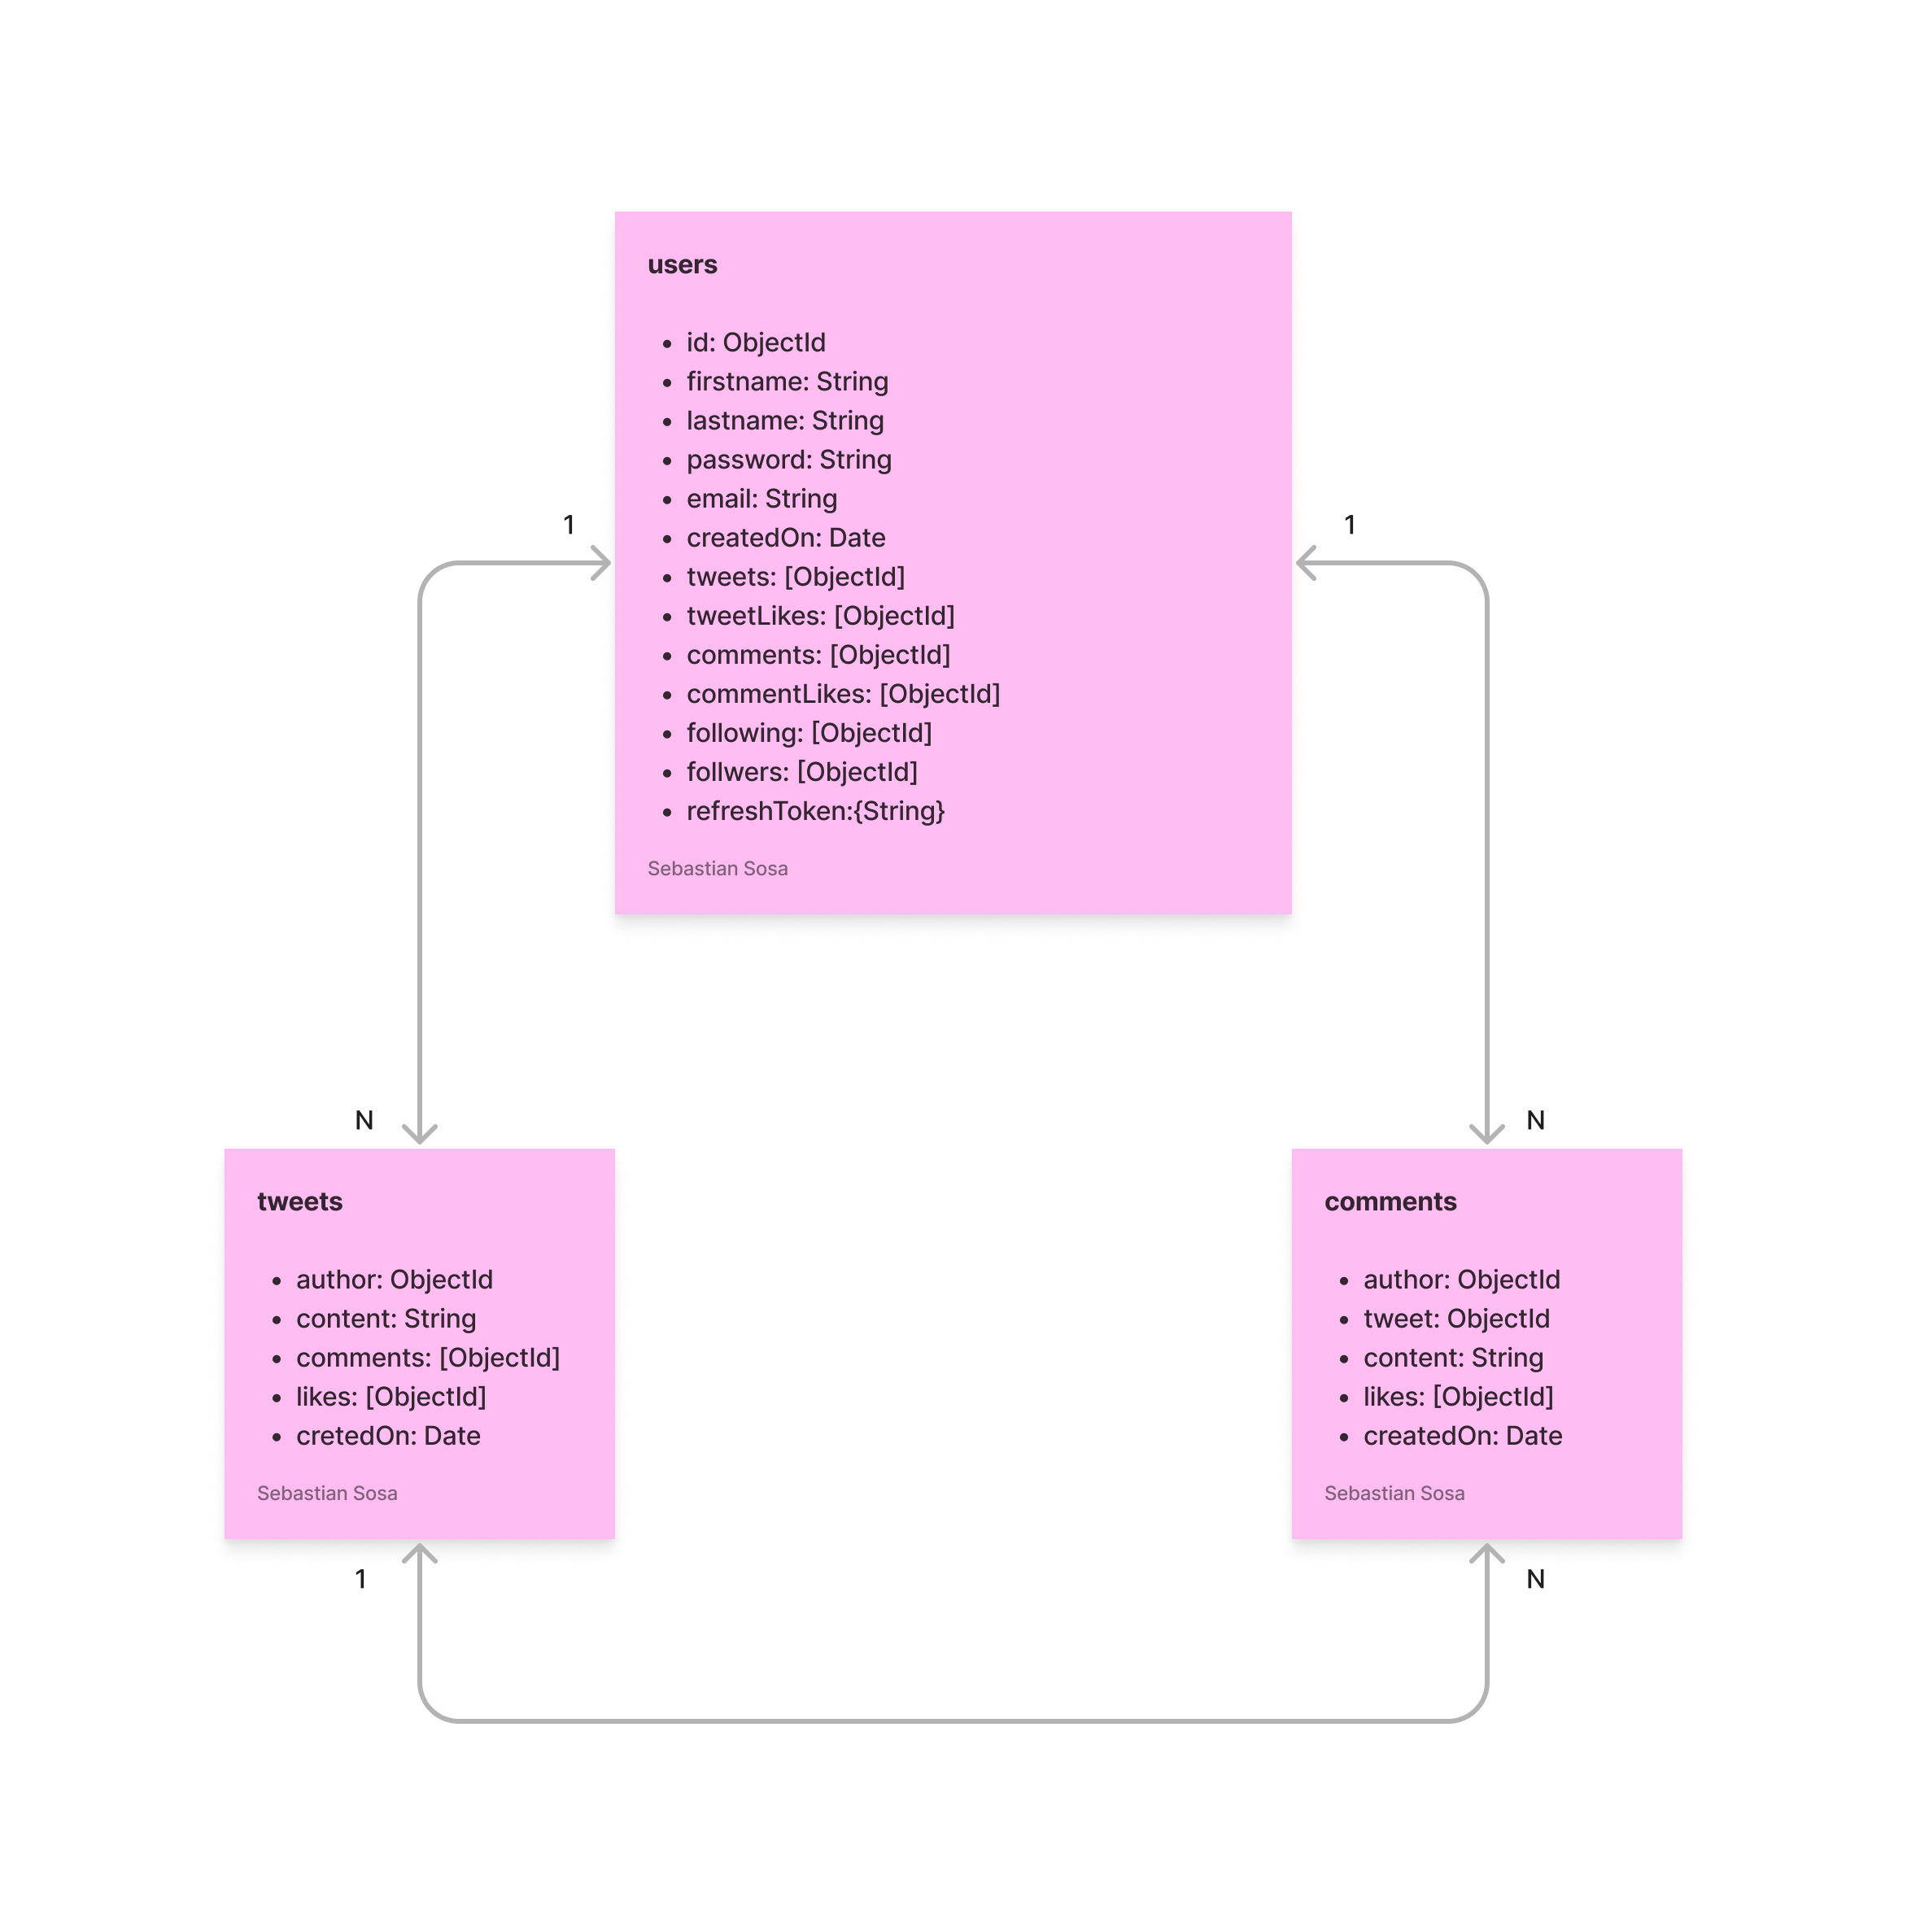 users
id: ObjectId
firstname: String
lastname: String
password: String
email: String
createdOn: Date
tweets: [ObjectId]
tweetLikes: [ObjectId]
comments: [ObjectId]
commentLikes: [ObjectId]
following: [ObjectId]
follwers: [ObjectId]
refreshToken:{String}
Sebastian Sosa
1
1
N
N
tweets
author: ObjectId
content: String
comments: [ObjectId]
likes: [ObjectId]
cretedOn: Date
Sebastian Sosa
comments
author: ObjectId
tweet: ObjectId
content: String
likes: [ObjectId]
createdOn: Date
Sebastian Sosa
1
N